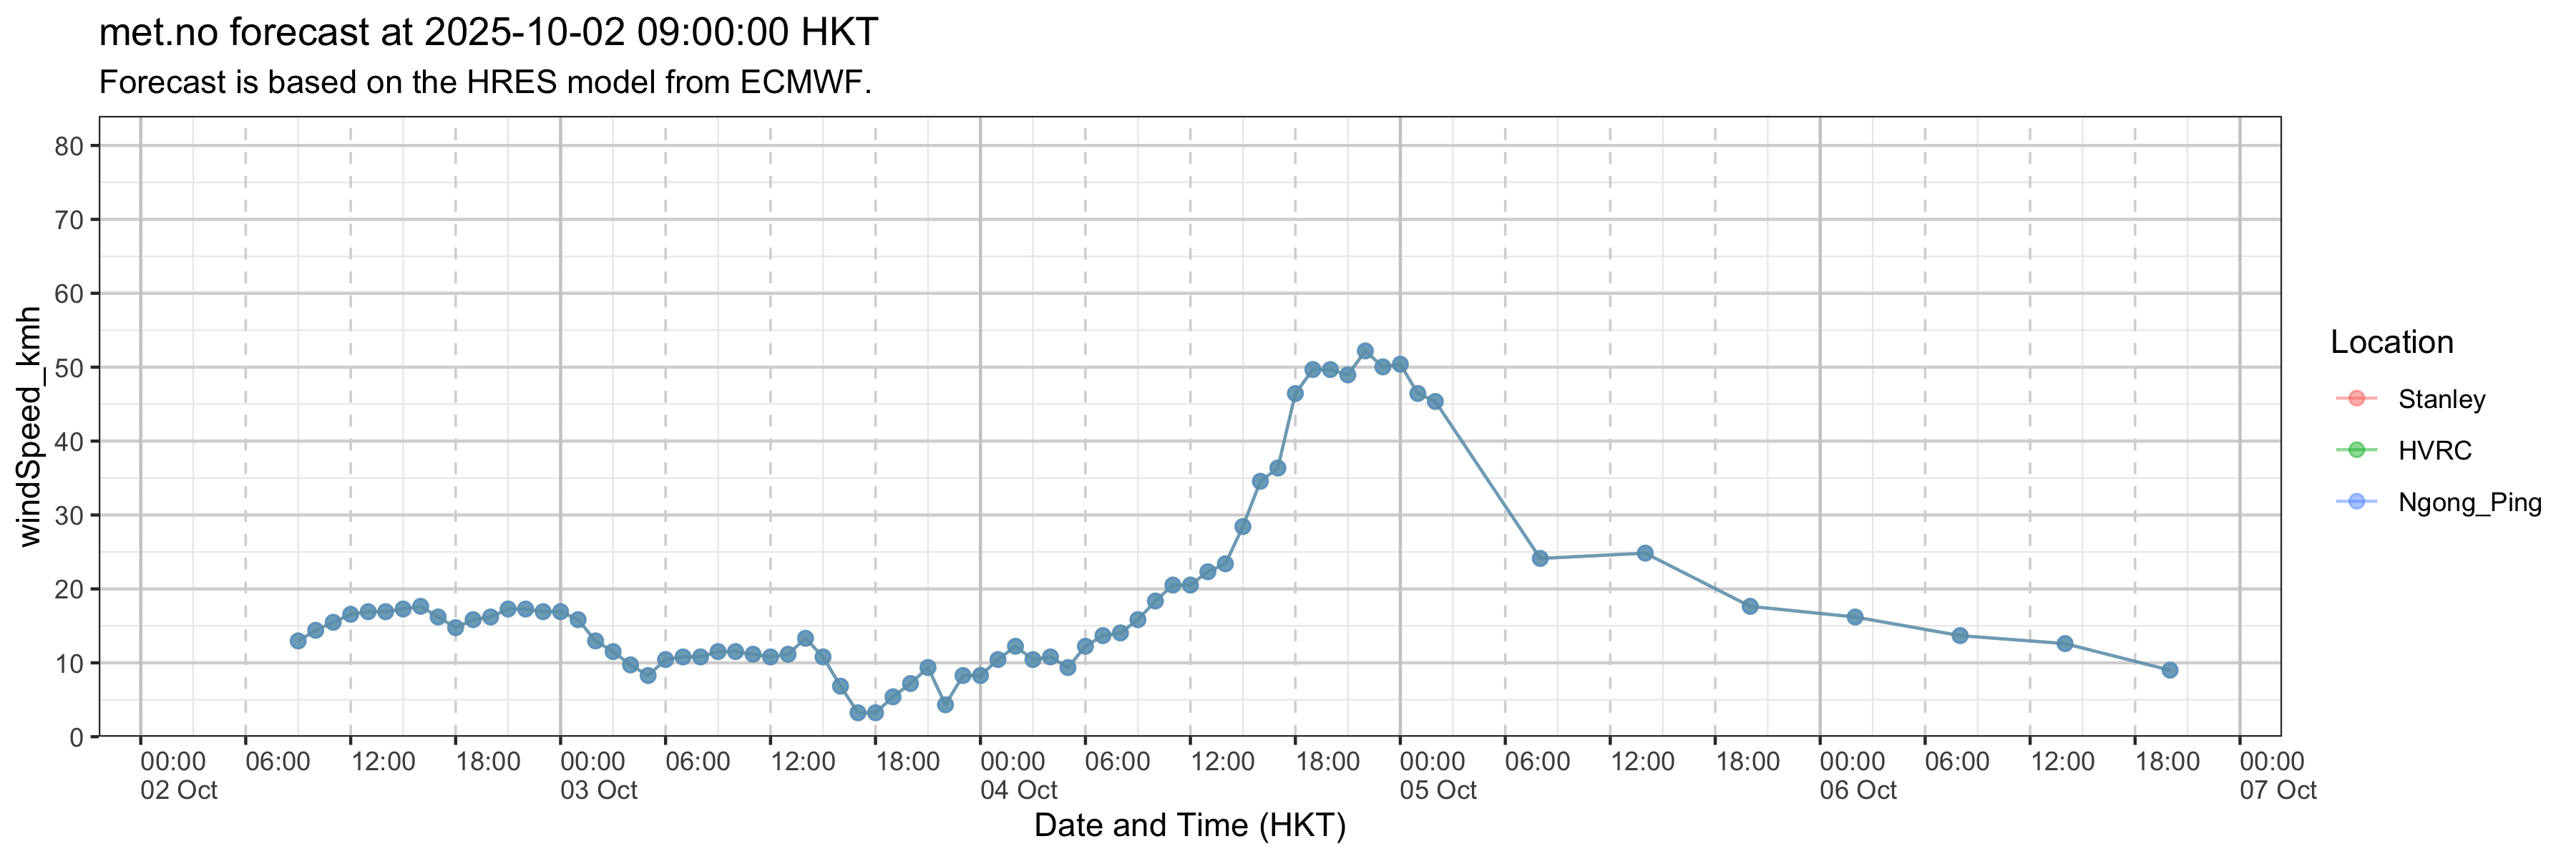 met.no forecast at 2025-10-02 09:00:00 HKT
Forecast is based on the HRES model from ECMWF.
windSpeed_kmh
80
70
60
50
40
30
20
10
0
00:00 06:00 12:00 18:00 00:00 06:00 12:00 18:00 00:00 06:00 12:00 18:00 00:00 06:00 12:00 18:00 00:00 06:00 12:00 18:00 00:00
02 Oct 03 Oct 04 Oct 05 Oct 06 Oct 07 Oct
Date and Time (HKT)
Location
Stanley
HVRC
Ngong_Ping